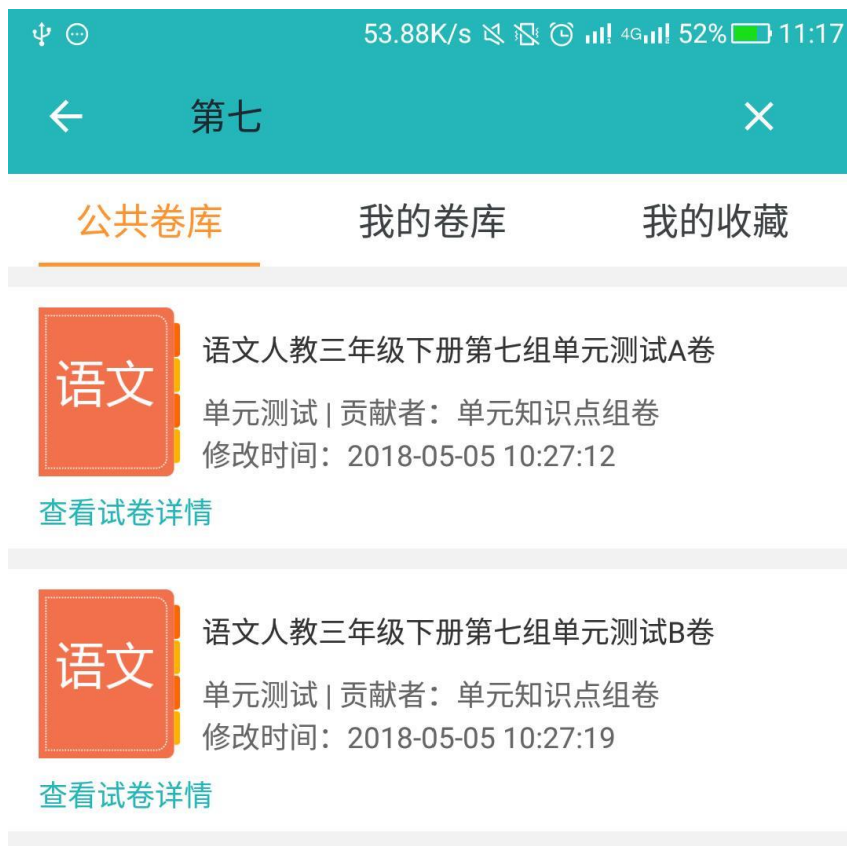 53.88K/s 4G 52% 11:17
第七
公共卷库 我的卷库 我的收藏
语文
语文人教三年级下册第七组单元测试A卷
单元测试 | 贡献者：单元知识点组卷
修改时间：2018-05-05 10:27:12
查看试卷详情
语文
语文人教三年级下册第七组单元测试B卷
单元测试 | 贡献者：单元知识点组卷
修改时间：2018-05-05 10:27:19
查看试卷详情